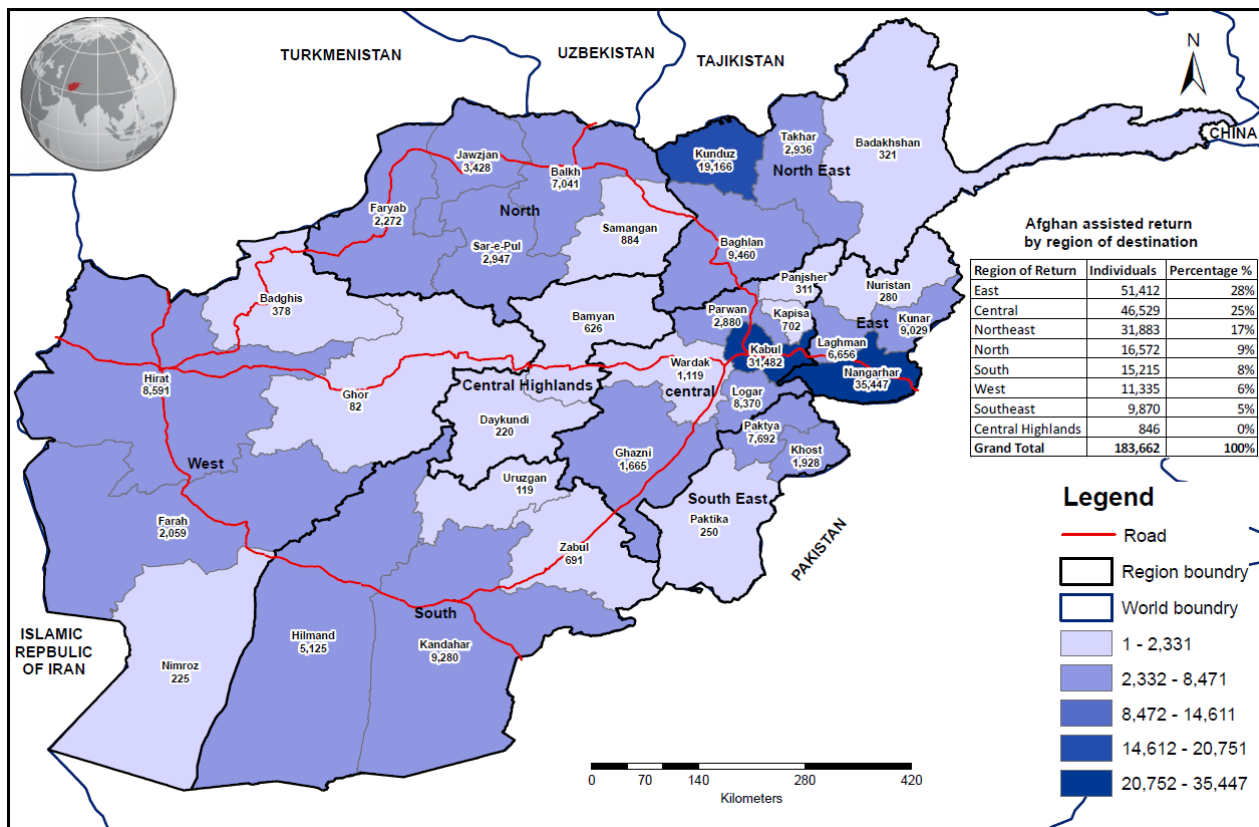 TURKMENISTAN
UZBEKISTAN
TAJIKISTAN
N
CHINA
Badakhshan
321
Takhar
2,936
North East
Kunduz
19,166
Jawzjan
3,428
Balkh
7,041
Faryab
2,272
North
Samangan
884
Sar-e-Pul
2,947
Baghlan
9,460
Panjsher
311
Nuristan
280
Badghis
378
Bamyan
626
Parwan
2,880
Kapisa
702
East
Kunar
9,029
Laghman
6,656
Kabul
31,482
Nangarhar
35,447
Hirat
8,591
Ghor
82
Central Highlands
Wardak
1,119
central
Logar
8,370
Daykundi
220
Paktya
7,692
Khost
1,928
Ghazni
1,665
West
Uruzgan
119
South East
Paktika
250
Farah
2,059
Zabul
691
PAKISTAN
South
ISLAMIC
REPBULIC
OF IRAN
Hilmand
5,125
Kandahar
9,280
Nimroz
225
Afghan assisted return
by region of destination
Region of Return Individuals Percentage %
East 51,412 28%
Central 46,529 25%
Northeast 31,883 17%
North 16,572 9%
South 15,215 8%
West 11,335 6%
Southeast 9,870 5%
Central Highlands 846 0%
Grand Total 183,662 100%
Legend
Road
Region boundry
World boundry
1 - 2,331
2,332 - 8,471
8,472 - 14,611
14,612 - 20,751
20,752 - 35,447
0 70 140 280 420
Kilometers